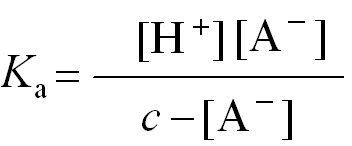 Kₐ = [H⁺][A⁻] / c − [A⁻]